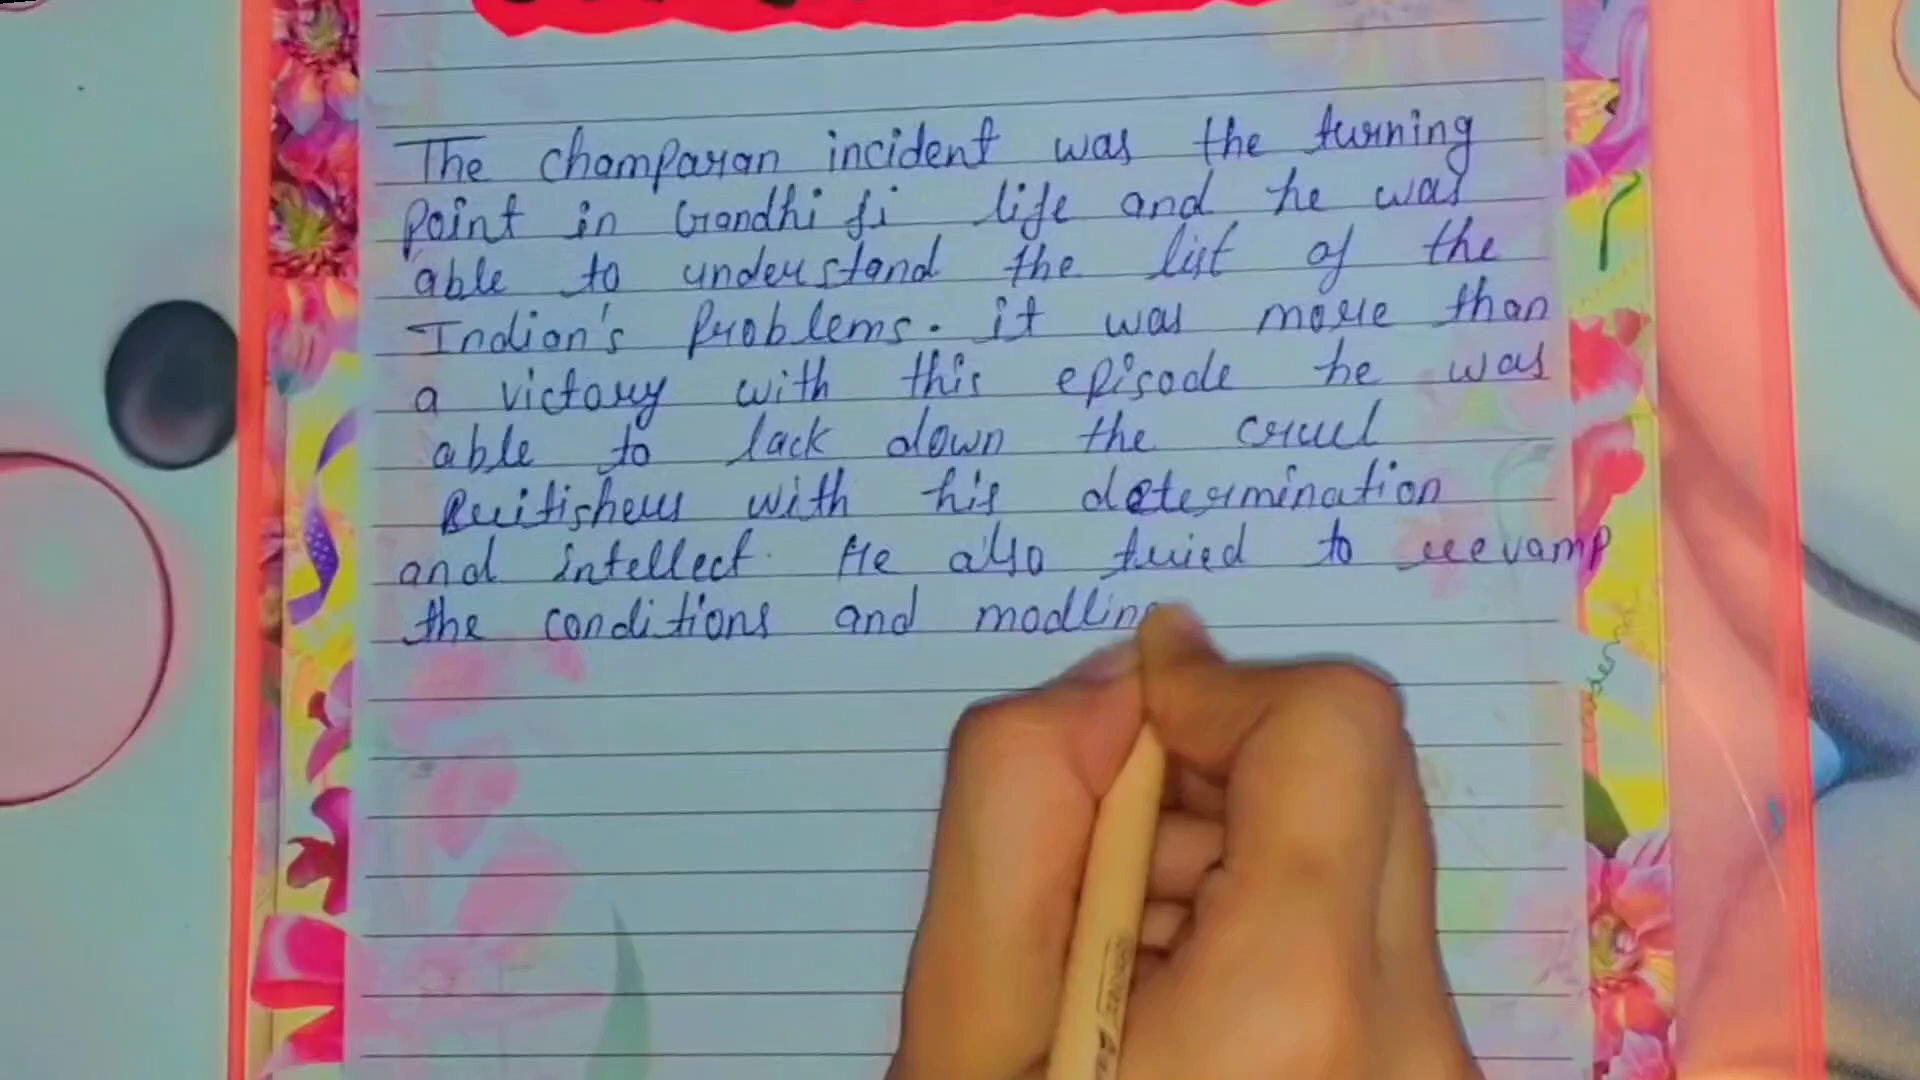 The champaran incident was the turning
point in Gandhi ji life and he was
able to understand the list of the
Indian's Problems. it was more than
a victory with this episode he was
able to lack down the cruel
Britishers with his determination
and intellect. He also tried to revamp
the conditions and modling